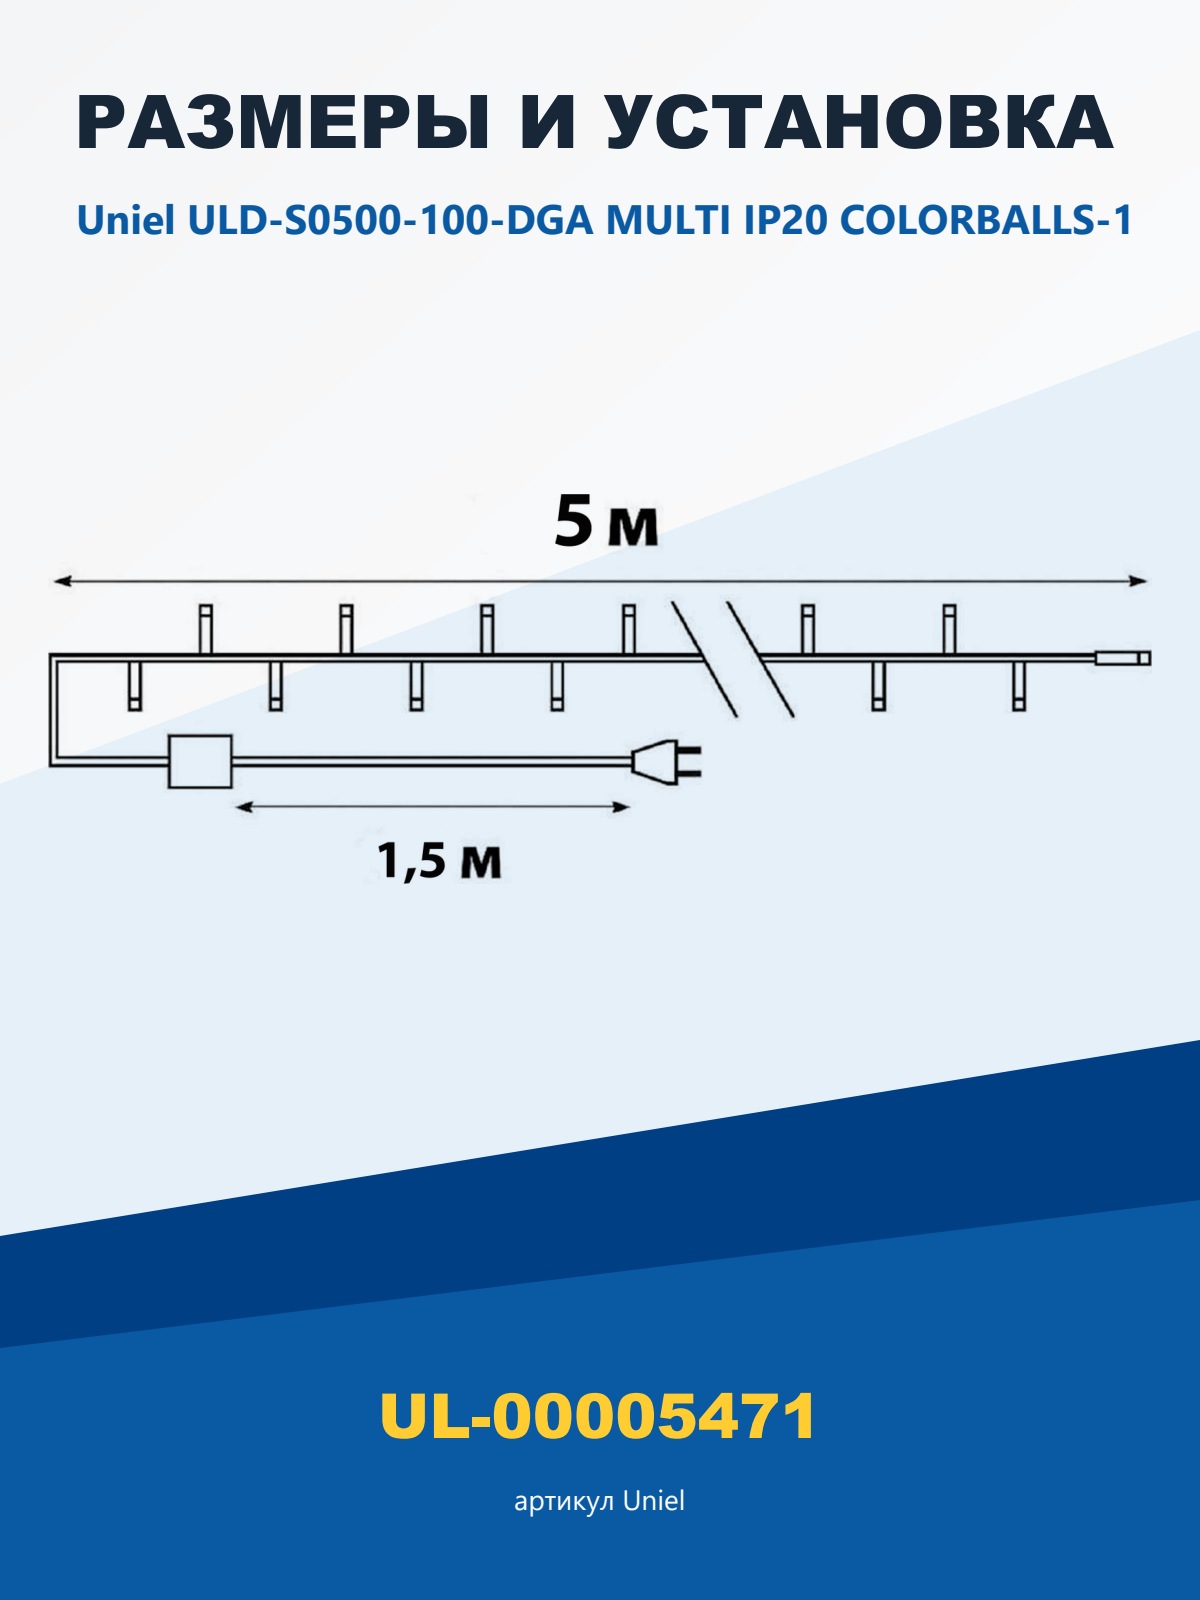 РАЗМЕРЫ И УСТАНОВКА
Uniel ULD-S0500-100-DGA MULTI IP20 COLORBALLS-1
5 м
1,5 м
UL-00005471
артикул Uniel